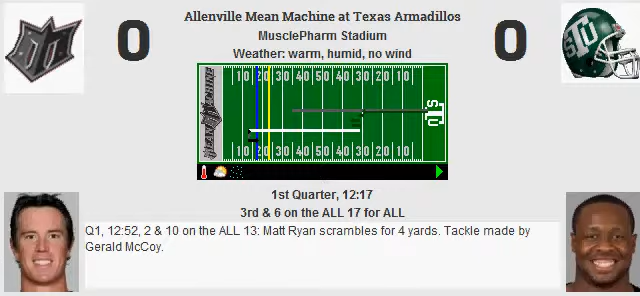 Allenville Mean Machine at Texas Armadillos
0
0
MusclePharm Stadium
Weather: warm, humid, no wind
STU
10 20 30 40 50 40 30 20 10
STU
10 20 30 40 50 40 30 20 10
1st Quarter, 12:17
3rd & 6 on the ALL 17 for ALL
Q1, 12:52, 2 & 10 on the ALL 13: Matt Ryan scrambles for 4 yards. Tackle made by
Gerald McCoy.